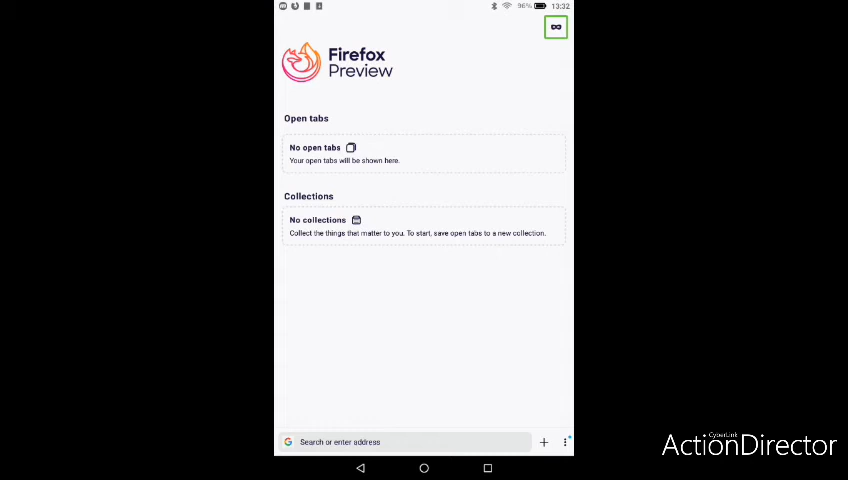 96% 13:32
Firefox
Preview
Open tabs
No open tabs
Your open tabs will be shown here.
Collections
No collections
Collect the things that matter to you. To start, save open tabs to a new collection.
G Search or enter address
CyberLink
ActionDirector